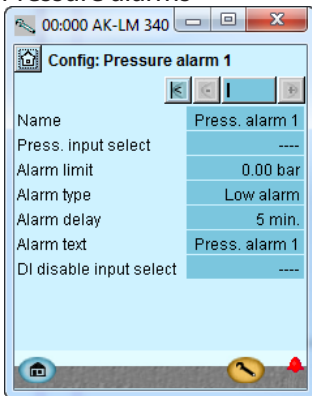 Pressure alarms
00:000 AK-LM 340
Config: Pressure alarm 1
Name Press. alarm 1
Press. input select ----
Alarm limit 0.00 bar
Alarm type Low alarm
Alarm delay 5 min.
Alarm text Press. alarm 1
DI disable input select ----